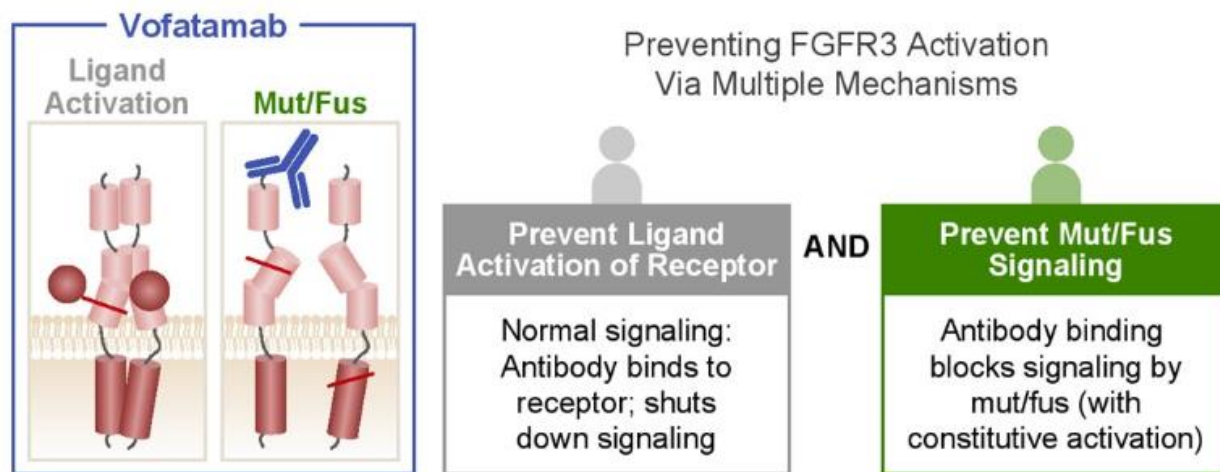 Vofatamab
Ligand
Activation
Mut/Fus
Preventing FGFR3 Activation
Via Multiple Mechanisms
Prevent Ligand
Activation of Receptor
Normal signaling:
Antibody binds to
receptor; shuts
down signaling
AND
Prevent Mut/Fus
Signaling
Antibody binding
blocks signaling by
mut/fus (with
constitutive activation)